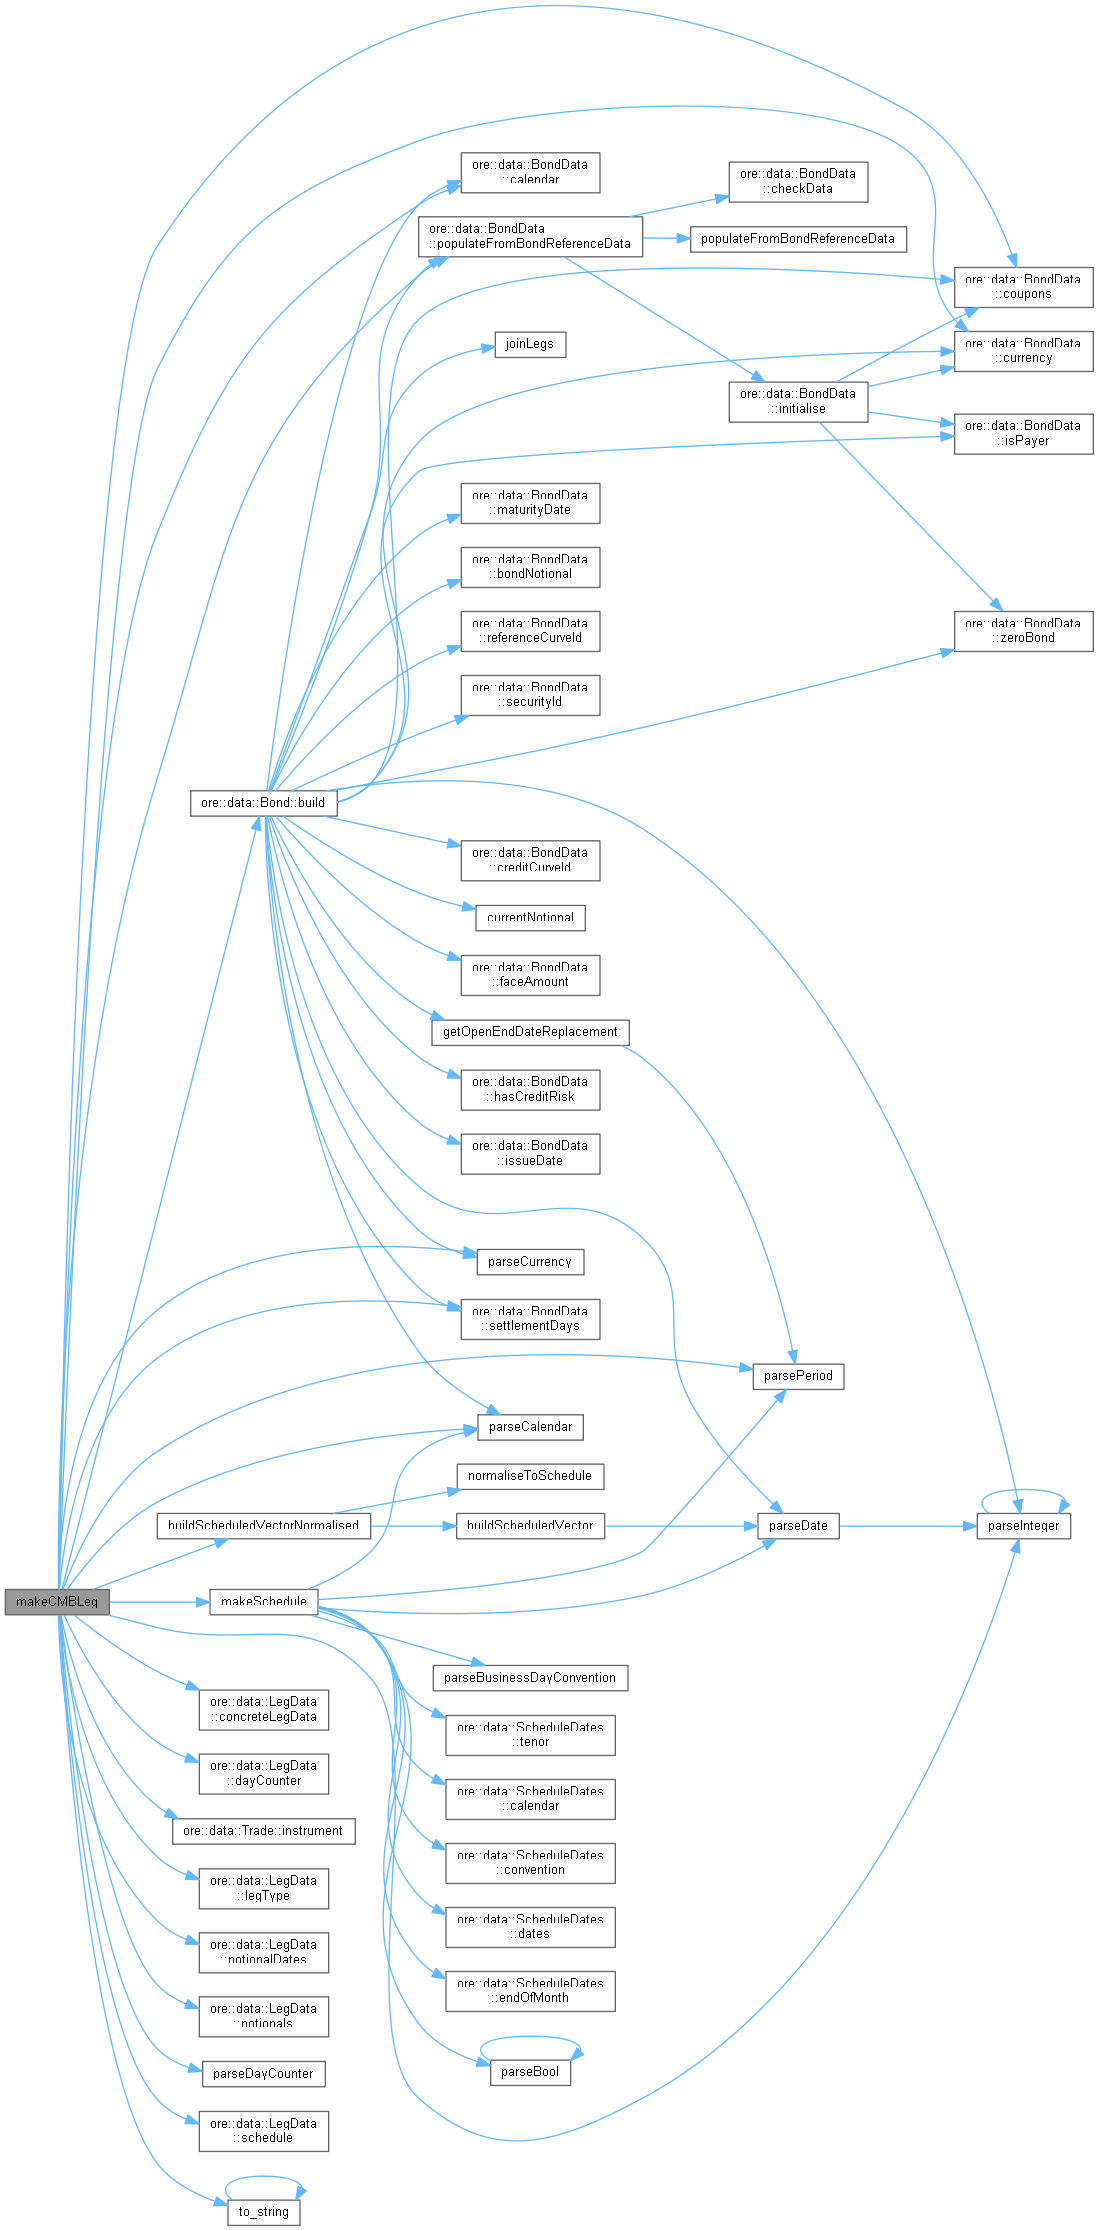 ore::data::BondData
::calendar
ore::data::BondData
::checkData
ore::data::BondData
::populateFromBondReferenceData
populateFromBondReferenceData
ore::data::BondData
::coupons
joinLegs
ore::data::BondData
::currency
ore::data::BondData
::initialise
ore::data::BondData
::isPayer
ore::data::BondData
::maturityDate
ore::data::BondData
::bondNotional
ore::data::BondData
::referenceCurveId
ore::data::BondData
::zeroBond
ore::data::BondData
::securityId
ore::data::Bond::build
ore::data::BondData
::creditCurveId
currentNotional
ore::data::BondData
::faceAmount
getOpenEndDateReplacement
ore::data::BondData
::hasCreditRisk
ore::data::BondData
::issueDate
parseCurrency
ore::data::BondData
::settlementDays
parsePeriod
parseCalendar
normaliseToSchedule
buildScheduledVectorNormalised
buildScheduledVector
parseDate
parseInteger
makeCMBLeg
makeSchedule
parseBusinessDayConvention
ore::data::LegData
::concreteLegData
ore::data::ScheduleDates
::tenor
ore::data::LegData
::dayCounter
ore::data::ScheduleDates
::calendar
ore::data::Trade::instrument
ore::data::ScheduleDates
::convention
ore::data::LegData
::legType
ore::data::ScheduleDates
::dates
ore::data::LegData
::notionalDates
ore::data::ScheduleDates
::endOfMonth
ore::data::LegData
::notionals
parseBool
parseDayCounter
ore::data::LegData
::schedule
to_string